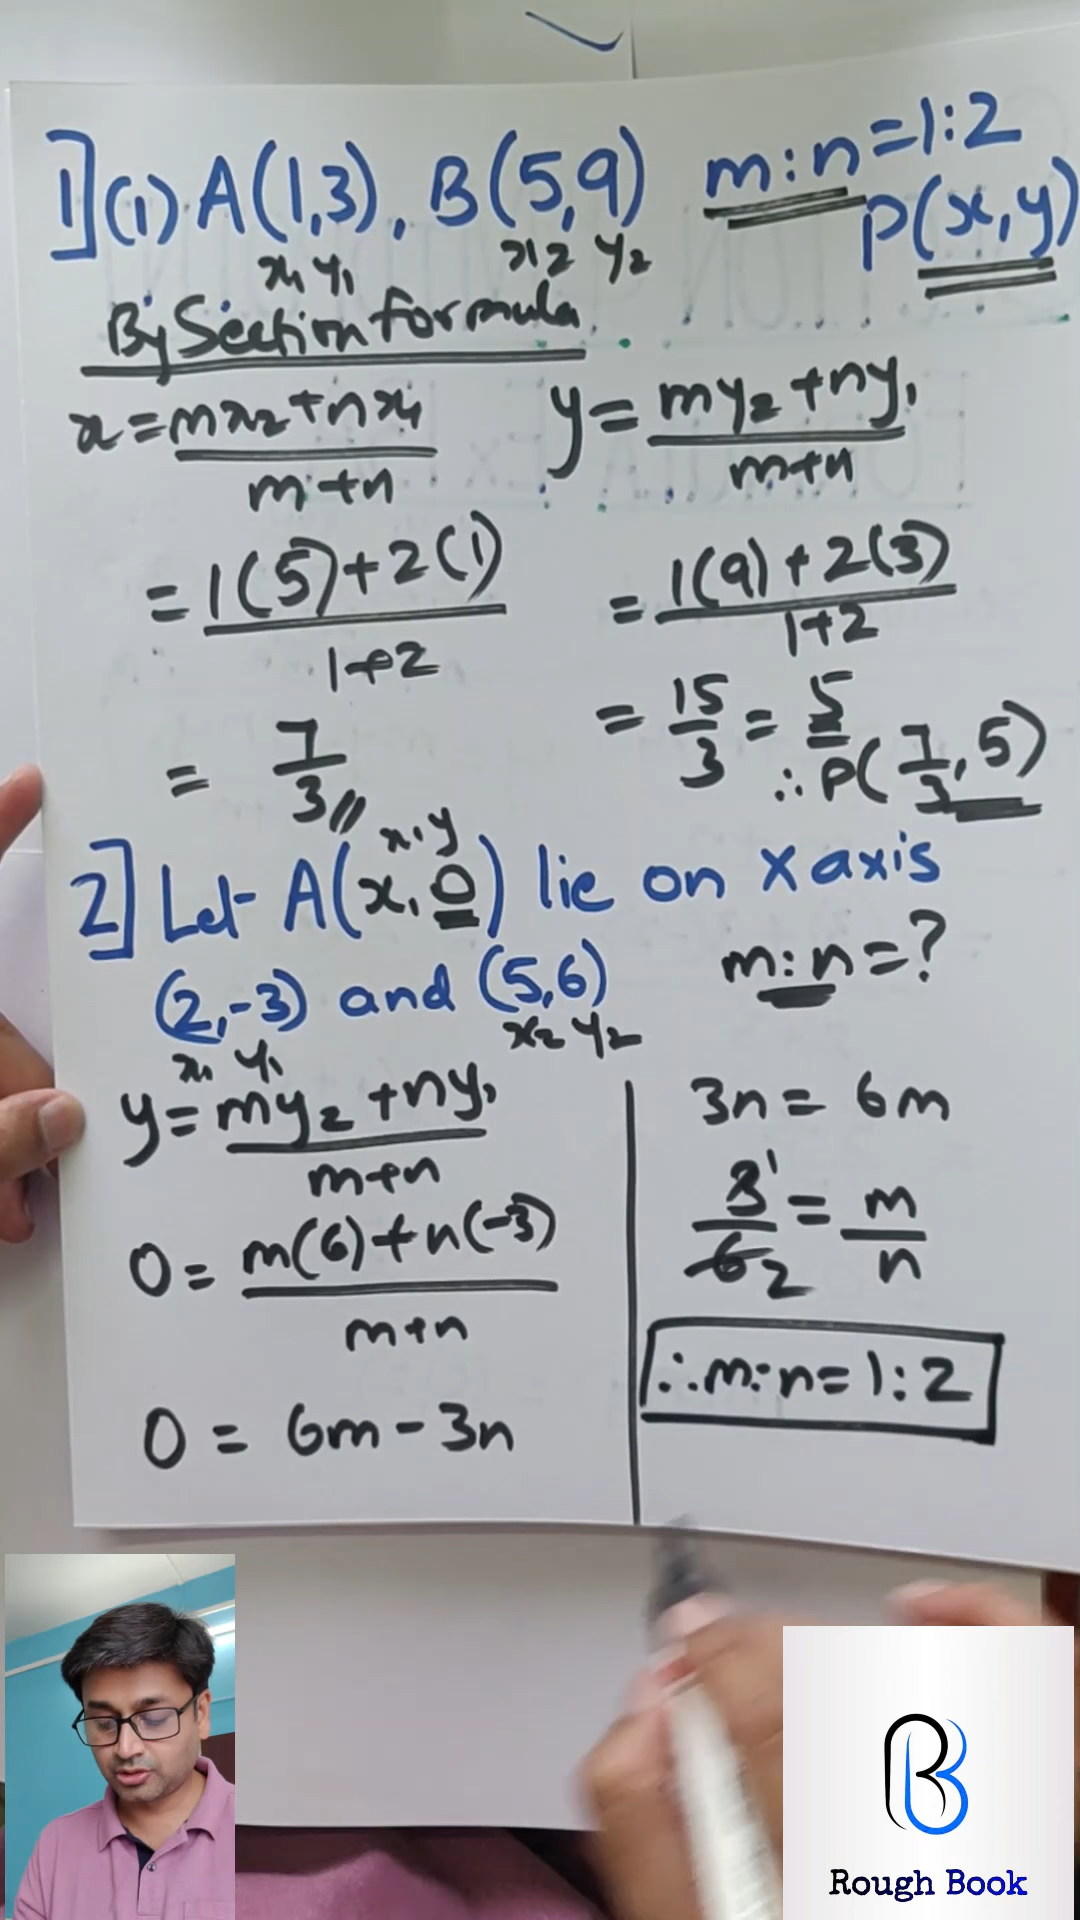 1](1) A(1,3), B(5,9) m:n=1:2
P(x,y)
x₁ y₁ x2 y₂
By Section formula
x = mx₂+nx₁ / m+n
y = my₂+ny₁ / m+n
= 1(5)+2(1) / 1+2
= 1(9)+2(3) / 1+2
= 7/3
= 15/3 = 5
∴ P(7/3, 5)
x, y
2] Let A(x, 0) lie on x axis
(2,-3) and (5,6) m:n=?
x₁ y₁ x₂ y₂
y = my₂+ny₁ / m+n
0 = m(6)+n(-3) / m+n
0 = 6m-3n
3n = 6m
3 1 / 6 2 = m/n
∴ m:n=1:2
B
Rough Book